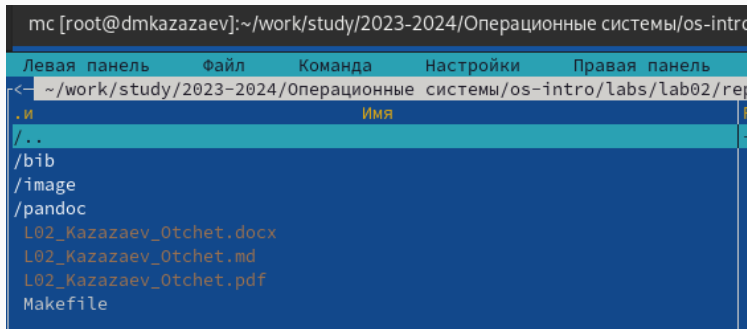 mc [root@dmkazazaev]:~/work/study/2023-2024/Операционные системы/os-intro
Левая панель Файл Команда Настройки Правая панель
<— ~/work/study/2023-2024/Операционные системы/os-intro/labs/lab02/rep
.и Имя
/..
/bib
/image
/pandoc
L02_Kazazaev_Otchet.docx
L02_Kazazaev_Otchet.md
L02_Kazazaev_Otchet.pdf
Makefile